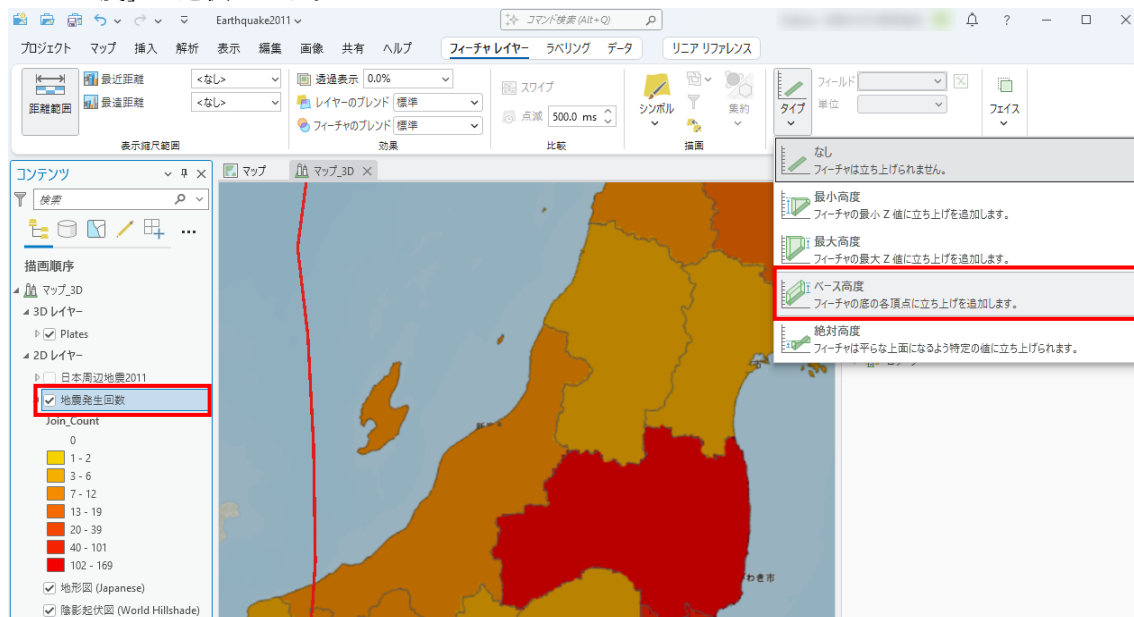 Earthquake2011
コマンド検索 (Alt+Q)
?
プロジェクト マップ 挿入 解析 表示 編集 画像 共有 ヘルプ フィーチャ レイヤー ラベリング データ リニア リファレンス
距離範囲
最近距離 <なし>
最遠距離 <なし>
表示縮尺範囲
透過表示 0.0%
レイヤーのブレンド 標準
フィーチャのブレンド 標準
効果
スワイプ
点滅 500.0 ms
比較
シンボル
集約
描画
タイプ
フィールド
単位
フェイス
なし
フィーチャは立ち上げられません。
最小高度
フィーチャの最小 Z 値に立ち上げを追加します。
最大高度
フィーチャの最大 Z 値に立ち上げを追加します。
ベース高度
フィーチャの底の各頂点に立ち上げを追加します。
絶対高度
フィーチャは平らな上面になるよう特定の値に立ち上げられます。
コンテンツ
検索
描画順序
マップ_3D
3D レイヤー
Plates
2D レイヤー
日本周辺地震2011
地震発生回数
Join_Count
0
1 - 2
3 - 6
7 - 12
13 - 19
20 - 39
40 - 101
102 - 169
地形図 (Japanese)
陰影起伏図 (World Hillshade)
マップ
マップ_3D
わき市